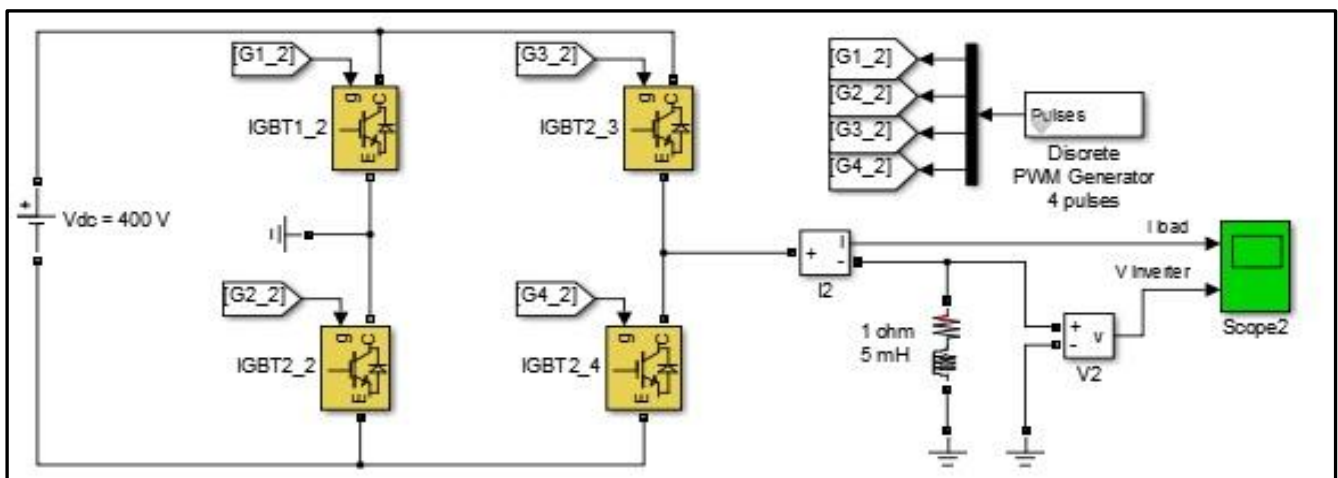 [G1_2]
[G3_2]
[G1_2]
g
C
E
IGBT1_2
g
C
E
IGBT2_3
[G2_2]
[G3_2]
[G4_2]
Pulses
Discrete
PWM Generator
4 pulses
+
Vdc = 400 V
[G2_2]
[G4_2]
g
C
E
IGBT2_2
g
C
E
IGBT2_4
+
I
-
I2
I load
V Inverter
Scope2
1 ohm
5 mH
+
-
v
V2